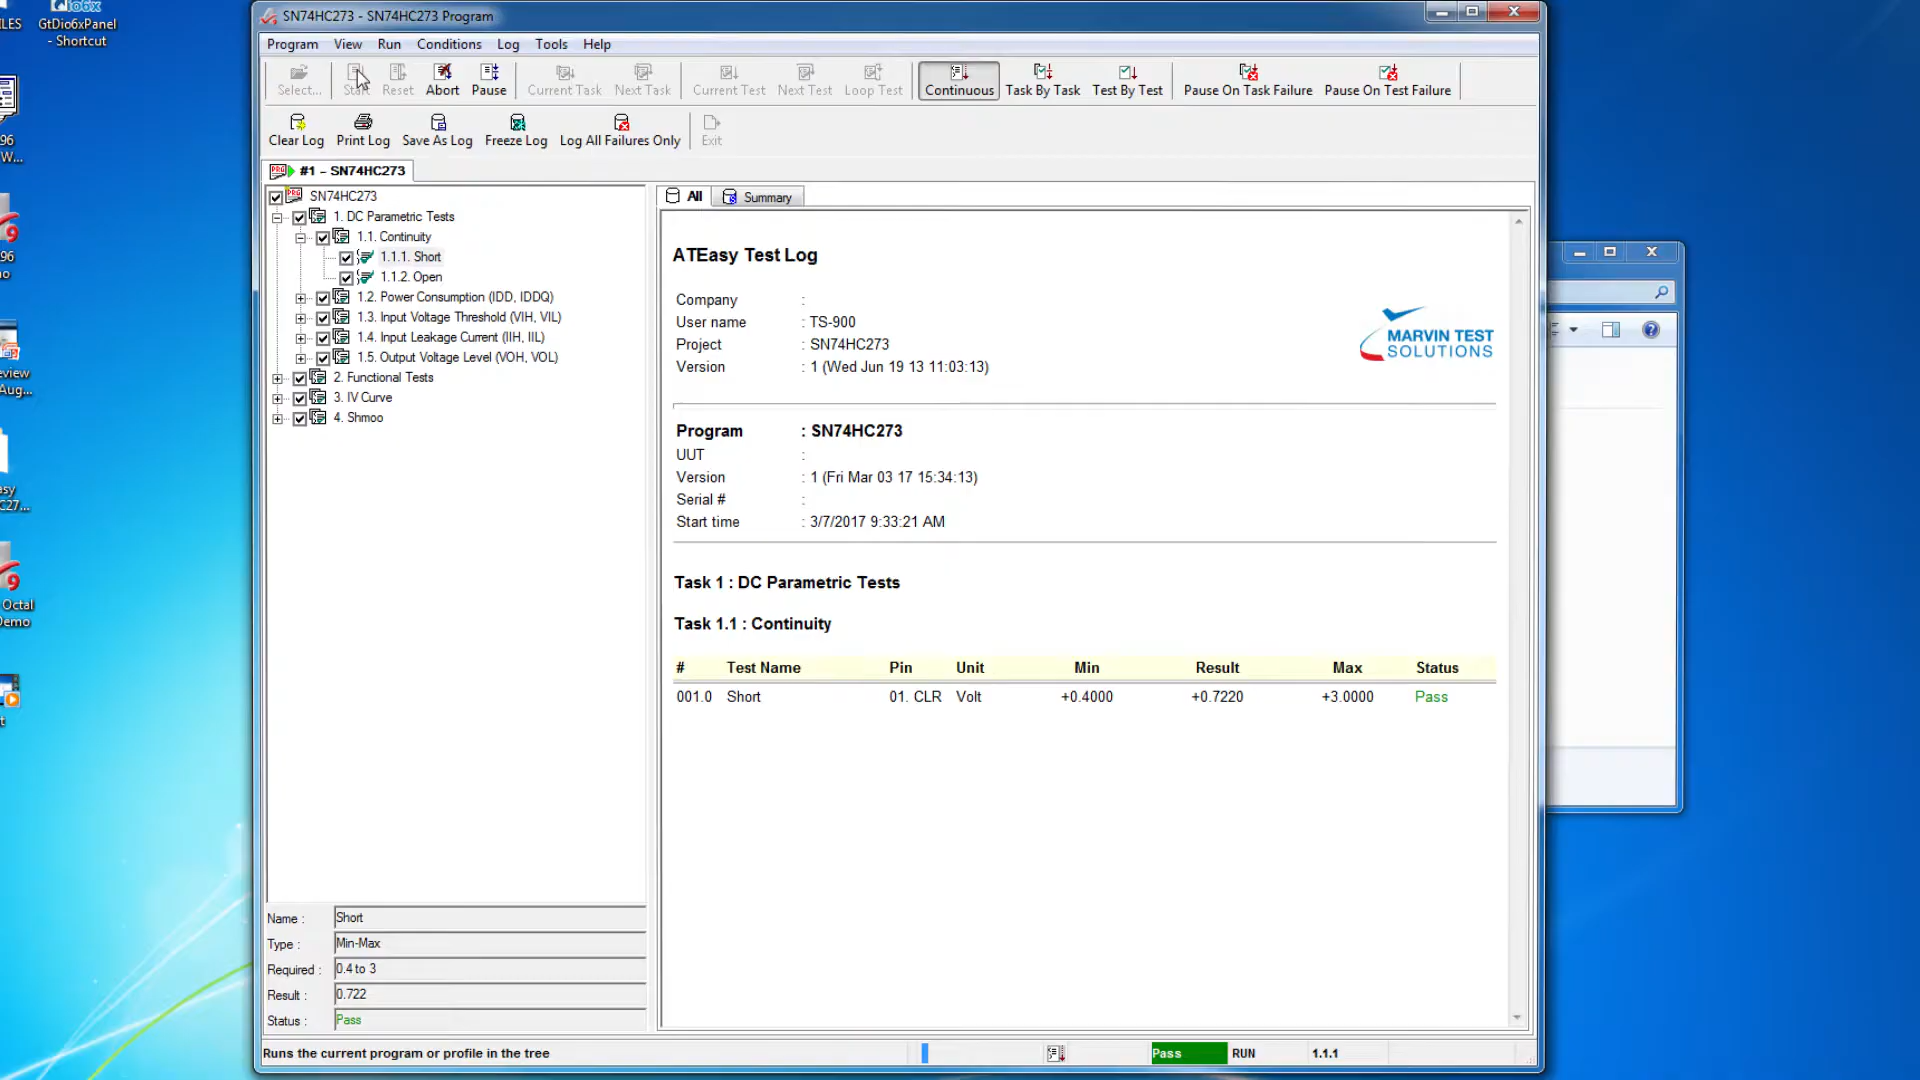 ILES
GtDio6xPanel
- Shortcut
96
W...
96
no
view
Aug...
asy
C27...
Octal
Demo
t
SN74HC273 - SN74HC273 Program
Program View Run Conditions Log Tools Help
Select... Start Reset Abort Pause Current Task Next Task Current Test Next Test Loop Test Continuous Task By Task Test By Test Pause On Task Failure Pause On Test Failure
Clear Log Print Log Save As Log Freeze Log Log All Failures Only Exit
#1 - SN74HC273
SN74HC273
1. DC Parametric Tests
1.1. Continuity
1.1.1. Short
1.1.2. Open
1.2. Power Consumption (IDD, IDDQ)
1.3. Input Voltage Threshold (VIH, VIL)
1.4. Input Leakage Current (IIH, IIL)
1.5. Output Voltage Level (VOH, VOL)
2. Functional Tests
3. IV Curve
4. Shmoo
Name : Short
Type : Min-Max
Required : 0.4 to 3
Result : 0.722
Status : Pass
All Summary
ATEasy Test Log
Company :
User name : TS-900
Project : SN74HC273
Version : 1 (Wed Jun 19 13 11:03:13)
MARVIN TEST
SOLUTIONS
Program : SN74HC273
UUT :
Version : 1 (Fri Mar 03 17 15:34:13)
Serial # :
Start time : 3/7/2017 9:33:21 AM
Task 1 : DC Parametric Tests
Task 1.1 : Continuity
# Test Name Pin Unit Min Result Max Status
001.0 Short 01. CLR Volt +0.4000 +0.7220 +3.0000 Pass
Runs the current program or profile in the tree Pass RUN 1.1.1